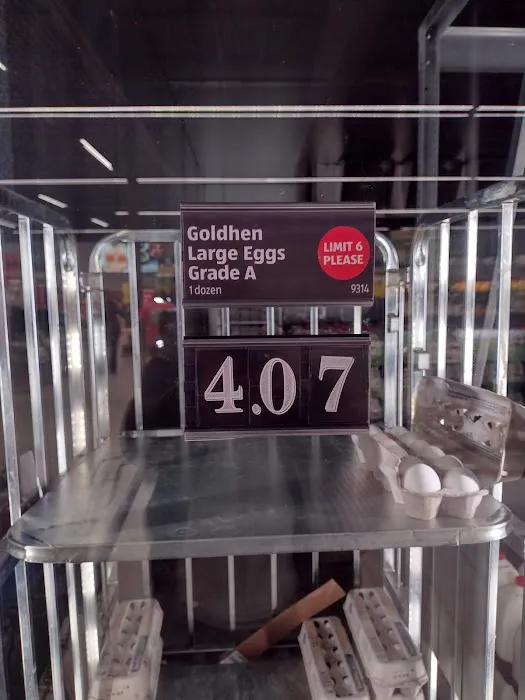 Goldhen
Large Eggs
Grade A
1 dozen
LIMIT 6
PLEASE
9314
4.07